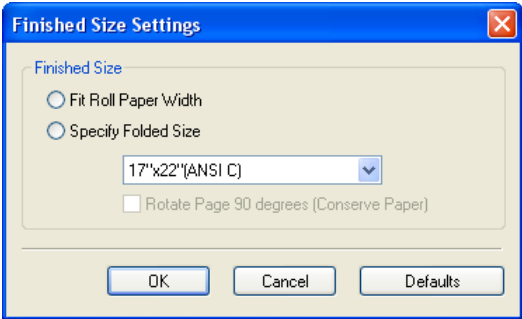 Finished Size Settings
Finished Size
Fit Roll Paper Width
Specify Folded Size
17"x22"(ANSI C)
Rotate Page 90 degrees (Conserve Paper)
OK Cancel Defaults